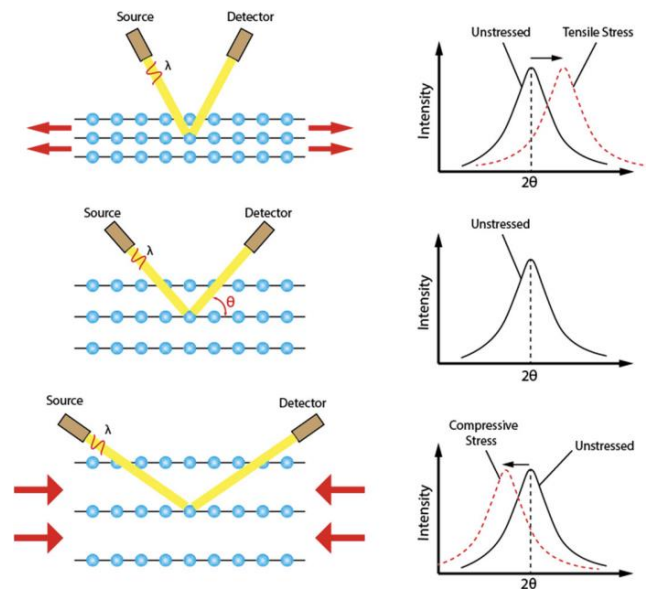 Source
Detector
λ
Unstressed
Tensile Stress
Intensity
2θ
Source
Detector
λ
θ
Unstressed
Intensity
2θ
Source
Detector
λ
Compressive
Stress
Unstressed
Intensity
2θ